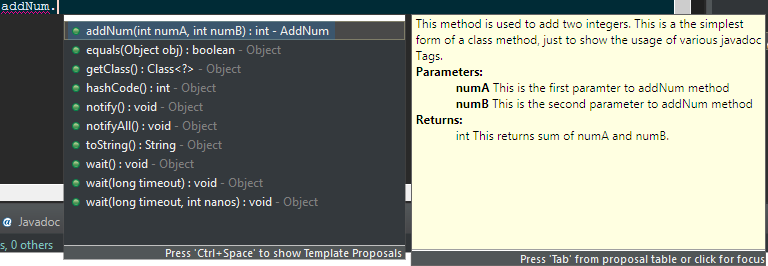 addNum.
addNum(int numA, int numB) : int - AddNum
equals(Object obj) : boolean - Object
getClass() : Class<?> - Object
hashCode() : int - Object
notify() : void - Object
notifyAll() : void - Object
toString() : String - Object
wait() : void - Object
wait(long timeout) : void - Object
wait(long timeout, int nanos) : void - Object
Press 'Ctrl+Space' to show Template Proposals
This method is used to add two integers. This is a the simplest
form of a class method, just to show the usage of various javadoc
Tags.
Parameters:
numA This is the first paramter to addNum method
numB This is the second parameter to addNum method
Returns:
int This returns sum of numA and numB.
Press 'Tab' from proposal table or click for focus
@ Javadoc
s, 0 others